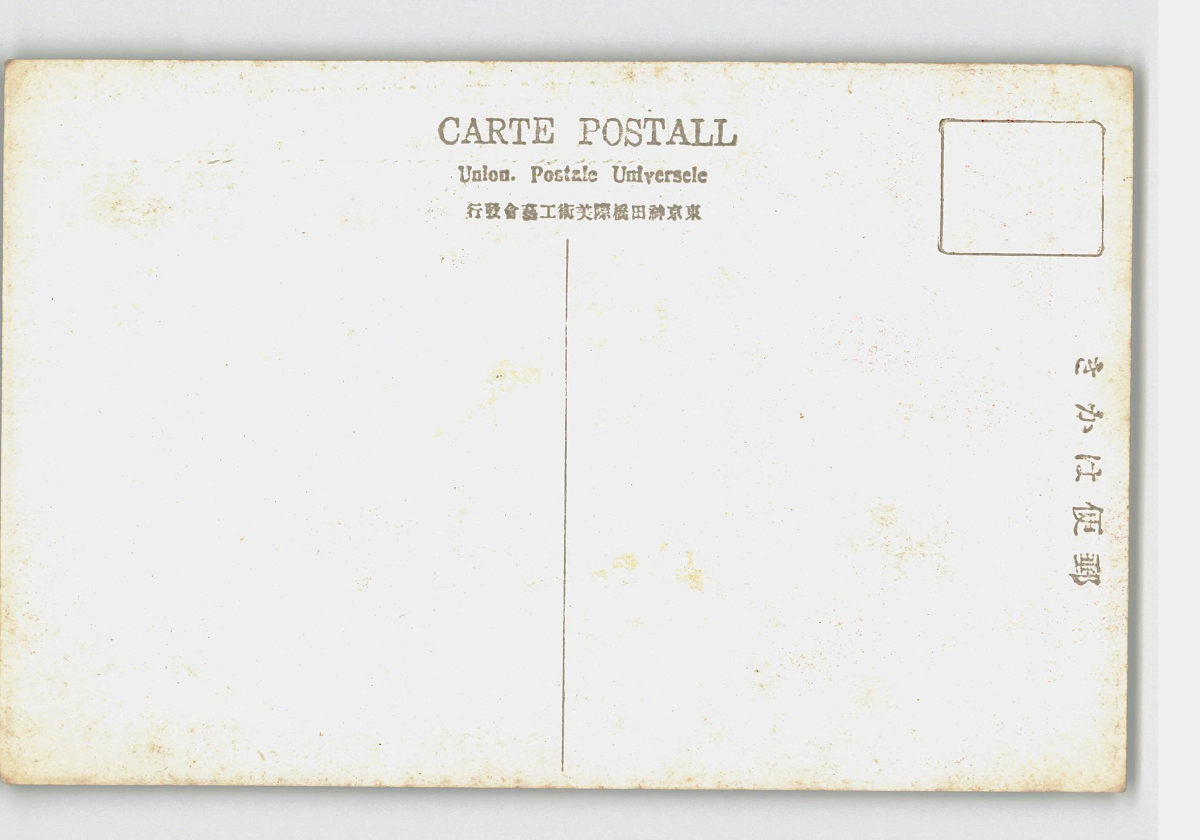 CARTE POSTALL
Union. Postale Universele
東京神田橋際美術工藝會發行
郵便はかき